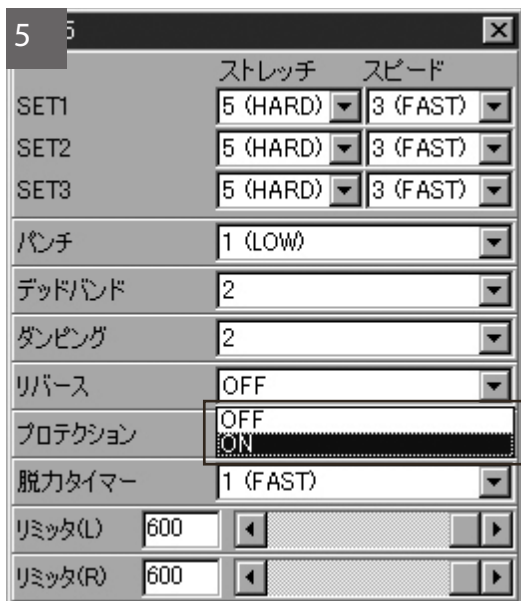 5
5
ストレッチ スピード
SET1 5 (HARD) 3 (FAST)
SET2 5 (HARD) 3 (FAST)
SET3 5 (HARD) 3 (FAST)
パンチ 1 (LOW)
デッドバンド 2
ダンピング 2
リバース OFF
OFF
プロテクション ON
脱力タイマー 1 (FAST)
リミッタ(L) 600
リミッタ(R) 600